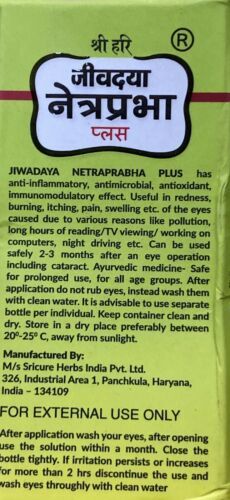 श्री हरि ®
जीवदया
नेत्रप्रभा
प्लस
JIWADAYA NETRAPRABHA PLUS has
anti-inflammatory, antimicrobial, antioxidant,
immunomodulatory effect. Useful in redness,
burning, itching, pain, swelling etc. of the eyes
caused due to various reasons like pollution,
long hours of reading/TV viewing/ working on
computers, night driving etc. Can be used
safely 2-3 months after an eye operation
including cataract. Ayurvedic medicine- Safe
for prolonged use, for all age groups. After
application do not rub eyes, instead wash them
with clean water. It is advisable to use separate
bottle per individual. Keep container clean and
dry. Store in a dry place preferably between
20⁰-25⁰ C, away from sunlight.
Manufactured By:
M/s Sricure Herbs India Pvt. Ltd.
326, Industrial Area 1, Panchkula, Haryana,
India – 134109
FOR EXTERNAL USE ONLY
After application wash your eyes, after opening
use the solution within a month. Close the
bottle tightly. If irritation persists or increases
for more than 2 hrs discontinue the use and
wash eyes throughly with clean water